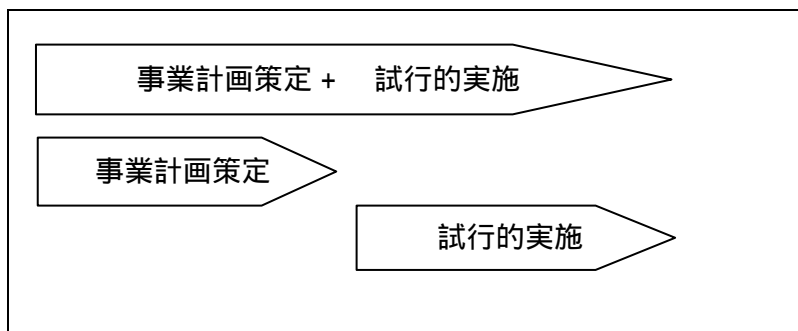 事業計画策定 +　試行的実施
事業計画策定
試行的実施